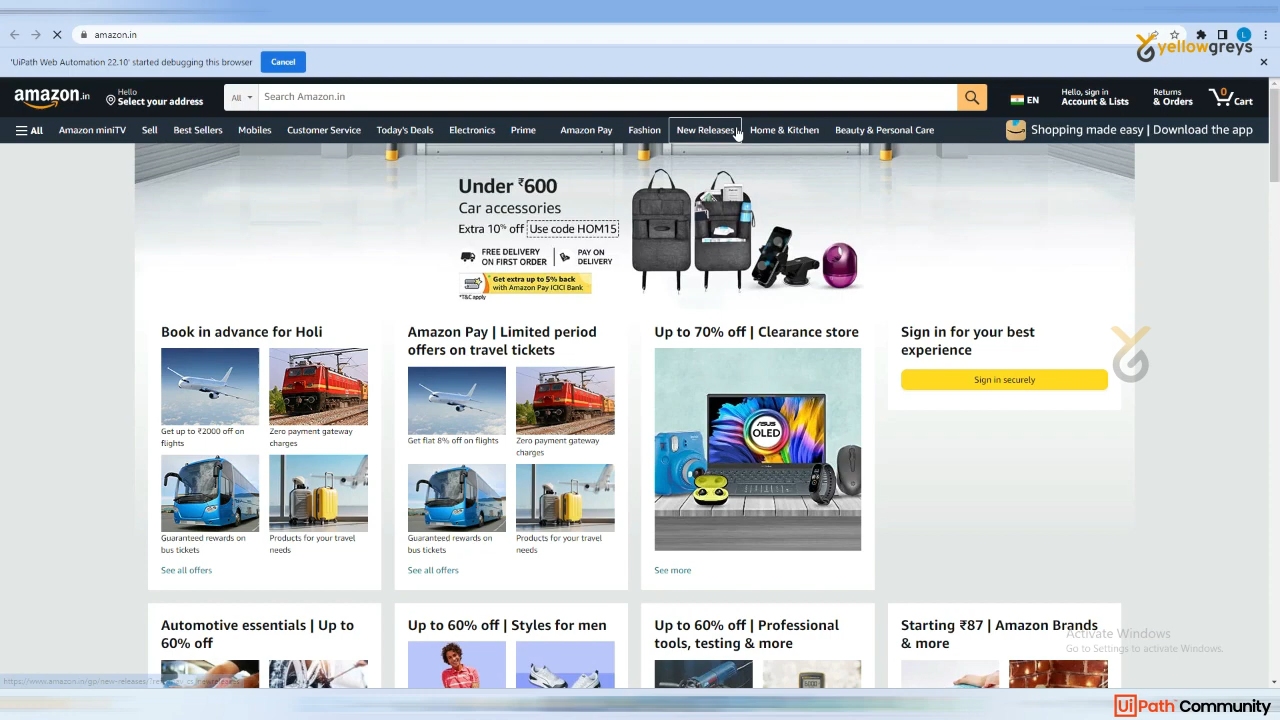 amazon.in
yellowgreys
'UiPath Web Automation 22.10' started debugging this browser
Cancel
amazon.in
Hello
Select your address
All
Search Amazon.in
EN
Hello, sign in
Account & Lists
Returns
& Orders
0
Cart
All
Amazon miniTV
Sell
Best Sellers
Mobiles
Customer Service
Today's Deals
Electronics
Prime
Amazon Pay
Fashion
New Releases
Home & Kitchen
Beauty & Personal Care
Shopping made easy | Download the app
Under ₹600
Car accessories
Extra 10% off Use code HOM15
FREE DELIVERY
ON FIRST ORDER
PAY ON
DELIVERY
Get extra up to 5% back
with Amazon Pay ICICI Bank
*T&C apply
Book in advance for Holi
Get up to ₹2000 off on
flights
Zero payment gateway
charges
Guaranteed rewards on
bus tickets
Products for your travel
needs
See all offers
Amazon Pay | Limited period
offers on travel tickets
Get flat 8% off on flights
Zero payment gateway
charges
Guaranteed rewards on
bus tickets
Products for your travel
needs
See all offers
Up to 70% off | Clearance store
ASUS
OLED
See more
Sign in for your best
experience
Sign in securely
Automotive essentials | Up to
60% off
Up to 60% off | Styles for men
Up to 60% off | Professional
tools, testing & more
Starting ₹87 | Amazon Brands
& more
Activate Windows
Go to Settings to activate Windows.
UiPath Community